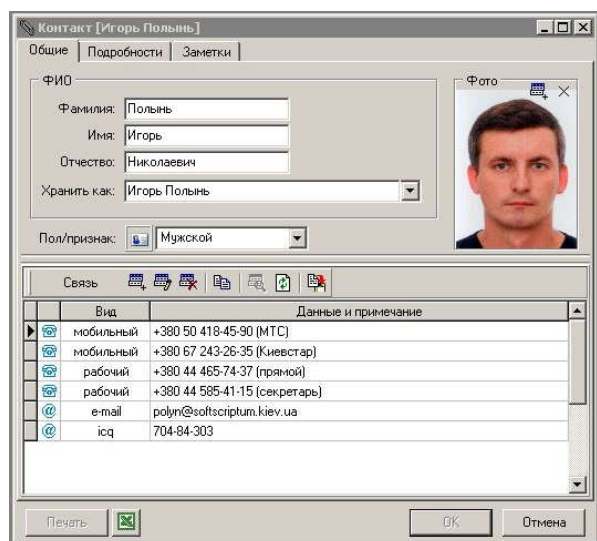 Контакт [Игорь Полынь]
Общие Подробности Заметки
ФИО
Фото
Фамилия: Полынь
Имя: Игорь
Отчество: Николаевич
Хранить как: Игорь Полынь
Пол/признак: Мужской
Связь
Вид Данные и примечание
мобильный +380 50 418-45-90 (МТС)
мобильный +380 67 243-26-35 (Киевстар)
рабочий +380 44 465-74-37 (прямой)
рабочий +380 44 585-41-15 (секретарь)
e-mail polyn@softscriptum.kiev.ua
icq 704-84-303
Печать OK Отмена